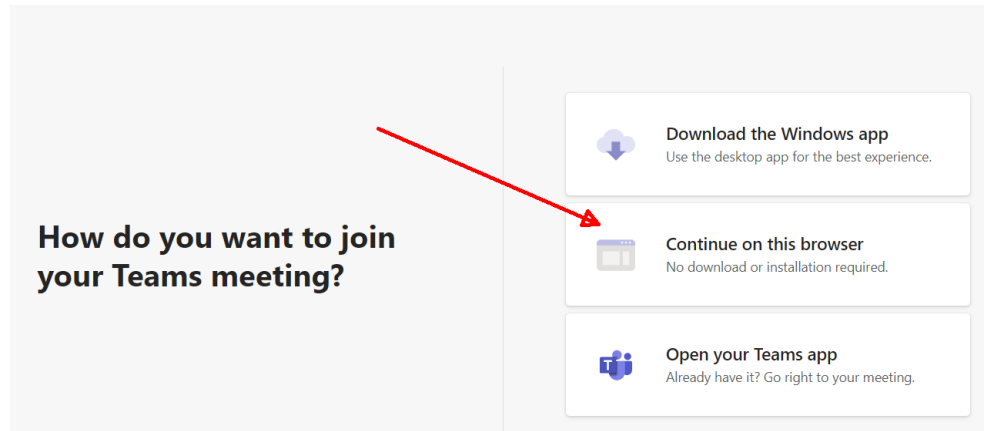 How do you want to join
your Teams meeting?
Download the Windows app
Use the desktop app for the best experience.
Continue on this browser
No download or installation required.
T
Open your Teams app
Already have it? Go right to your meeting.